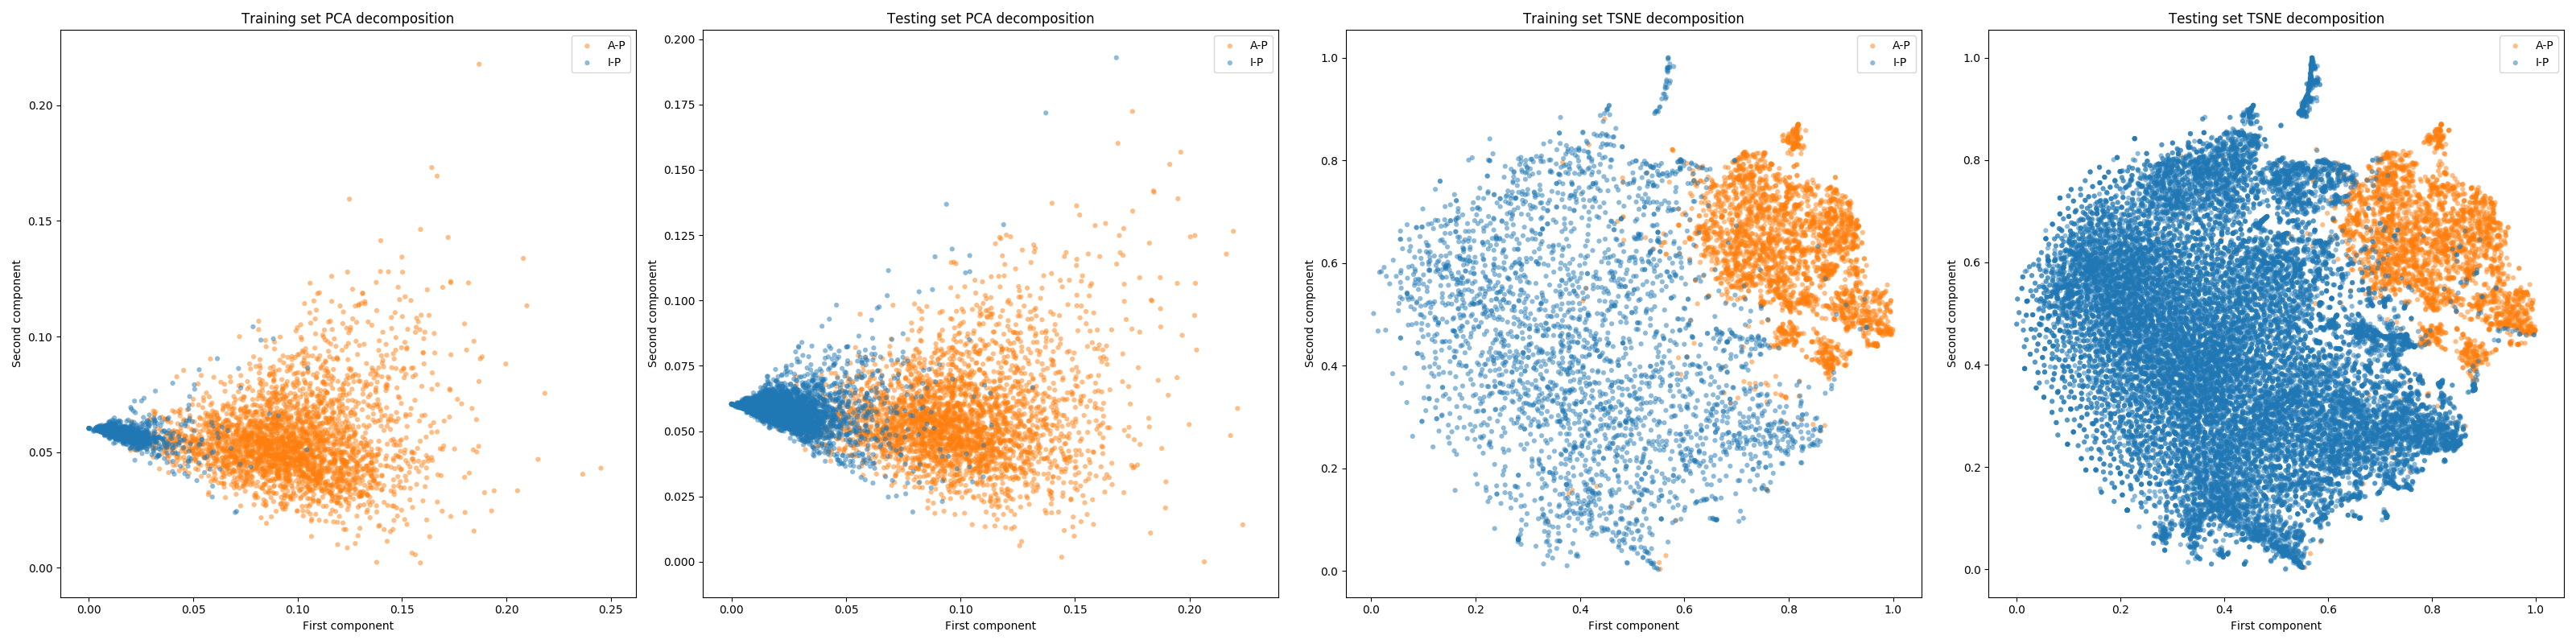 Training set PCA decomposition
A-P
I-P
0.20
0.15
0.10
0.05
0.00
Second component
0.00
0.05
0.10
0.15
0.20
0.25
First component
Testing set PCA decomposition
A-P
I-P
0.200
0.175
0.150
0.125
0.100
0.075
0.050
0.025
0.000
Second component
0.00
0.05
0.10
0.15
0.20
First component
Training set TSNE decomposition
A-P
I-P
1.0
0.8
0.6
0.4
0.2
0.0
Second component
0.0
0.2
0.4
0.6
0.8
1.0
First component
Testing set TSNE decomposition
A-P
I-P
1.0
0.8
0.6
0.4
0.2
0.0
Second component
0.0
0.2
0.4
0.6
0.8
1.0
First component